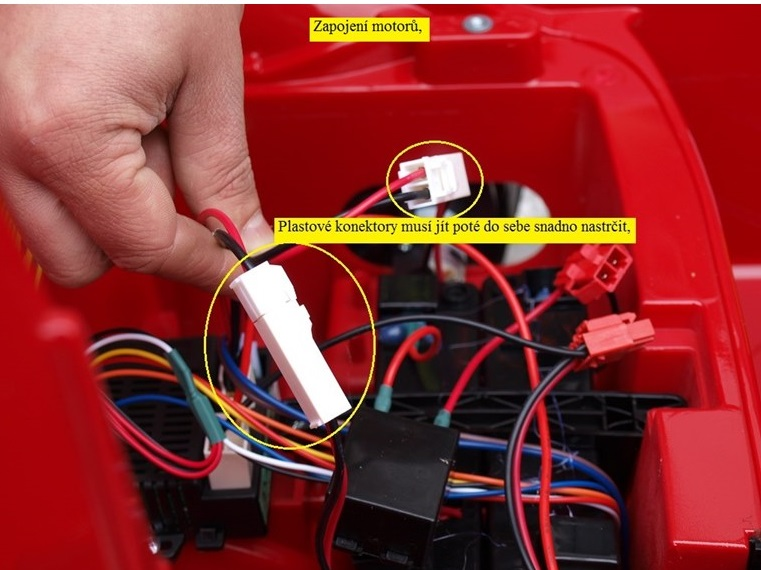 Zapojení motorů,
Plastové konektory musí jít poté do sebe snadno nastrčit,